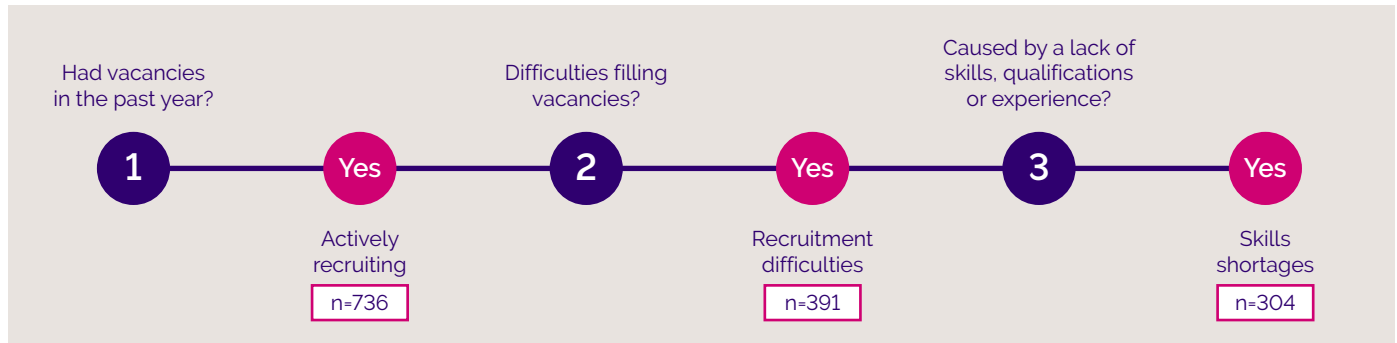 Had vacancies
in the past year?
Difficulties filling
vacancies?
Caused by a lack of
skills, qualifications
or experience?
1
Yes
2
Yes
3
Yes
Actively
recruiting
n=736
Recruitment
difficulties
n=391
Skills
shortages
n=304